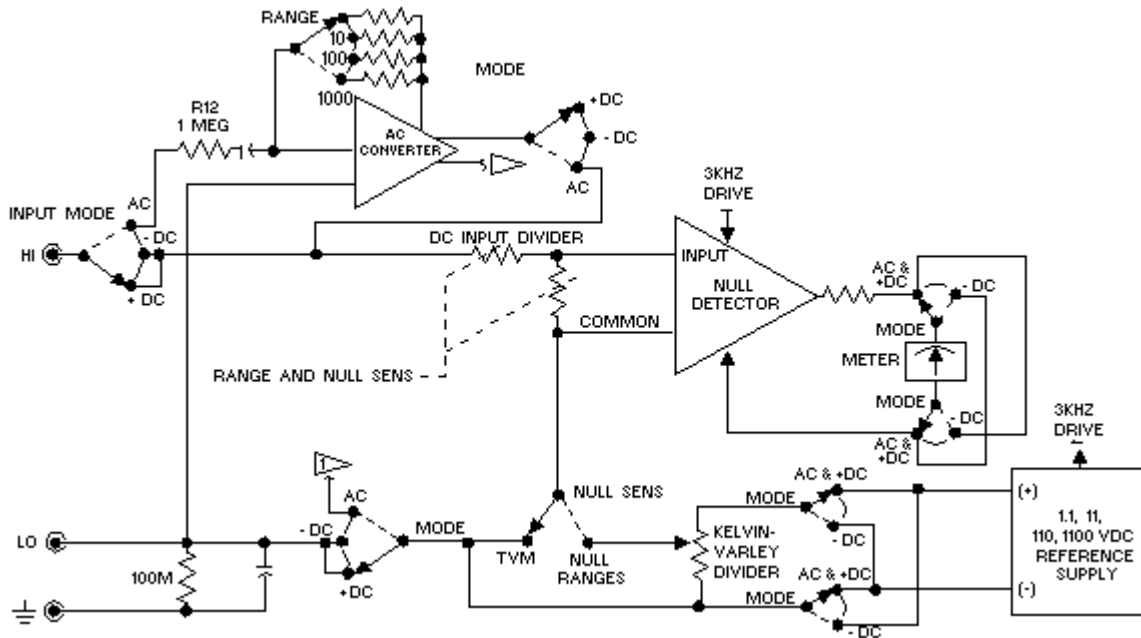 RANGE
10
100
1000
MODE
R12
1 MEG
AC
CONVERTER
+DC
- DC
AC
3KHZ
DRIVE
INPUT MODE
AC
- DC
HI
+ DC
DC INPUT DIVIDER
INPUT
NULL
DETECTOR
AC &
+DC
- DC
MODE
COMMON
METER
RANGE AND NULL SENS
MODE
- DC
AC &
+DC
3KHZ
DRIVE
1
AC
NULL SENS
AC & +DC
MODE
(+)
- DC
MODE
LO
TVM
NULL
RANGES
KELVIN-
VARLEY
DIVIDER
- DC
1.1, 11,
110, 1100 VDC
REFERENCE
SUPPLY
100M
+DC
AC & +DC
(-)
MODE
- DC